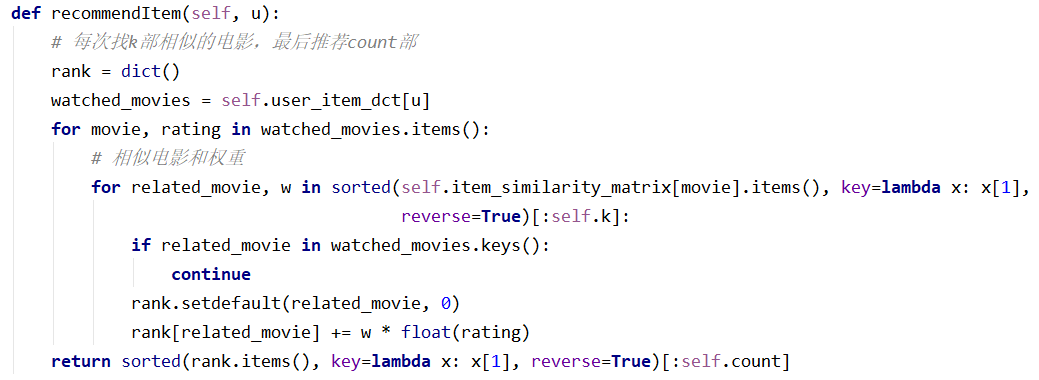 def recommendItem(self, u):
    # 每次找k部相似的电影，最后推荐count部
    rank = dict()
    watched_movies = self.user_item_dct[u]
    for movie, rating in watched_movies.items():
        # 相似电影和权重
        for related_movie, w in sorted(self.item_similarity_matrix[movie].items(), key=lambda x: x[1],
                                       reverse=True)[:self.k]:
            if related_movie in watched_movies.keys():
                continue
            rank.setdefault(related_movie, 0)
            rank[related_movie] += w * float(rating)
    return sorted(rank.items(), key=lambda x: x[1], reverse=True)[:self.count]